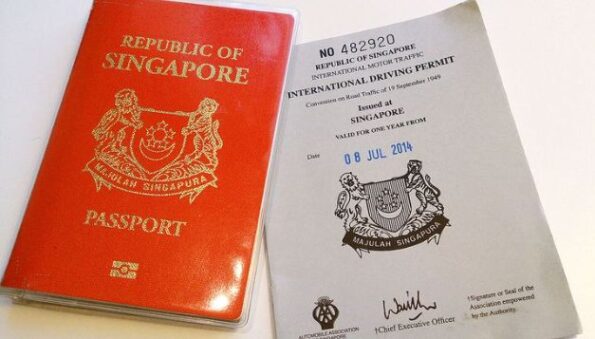 REPUBLIC OF
SINGAPORE
MAJULAH SINGAPURA
PASSPORT
NO 482920
REPUBLIC OF SINGAPORE
INTERNATIONAL MOTOR TRAFFIC
INTERNATIONAL DRIVING PERMIT
Convention on Road Traffic of 19 September 1949
Issued at
SINGAPORE
VALID FOR ONE YEAR FROM
Date 08 JUL 2014
MAJULAH SINGAPURA
AUTOMOBILE ASSOCIATION
SINGAPORE
†Chief Executive Officer
†Signature or Seal of the
Association empowered
by the Authority.